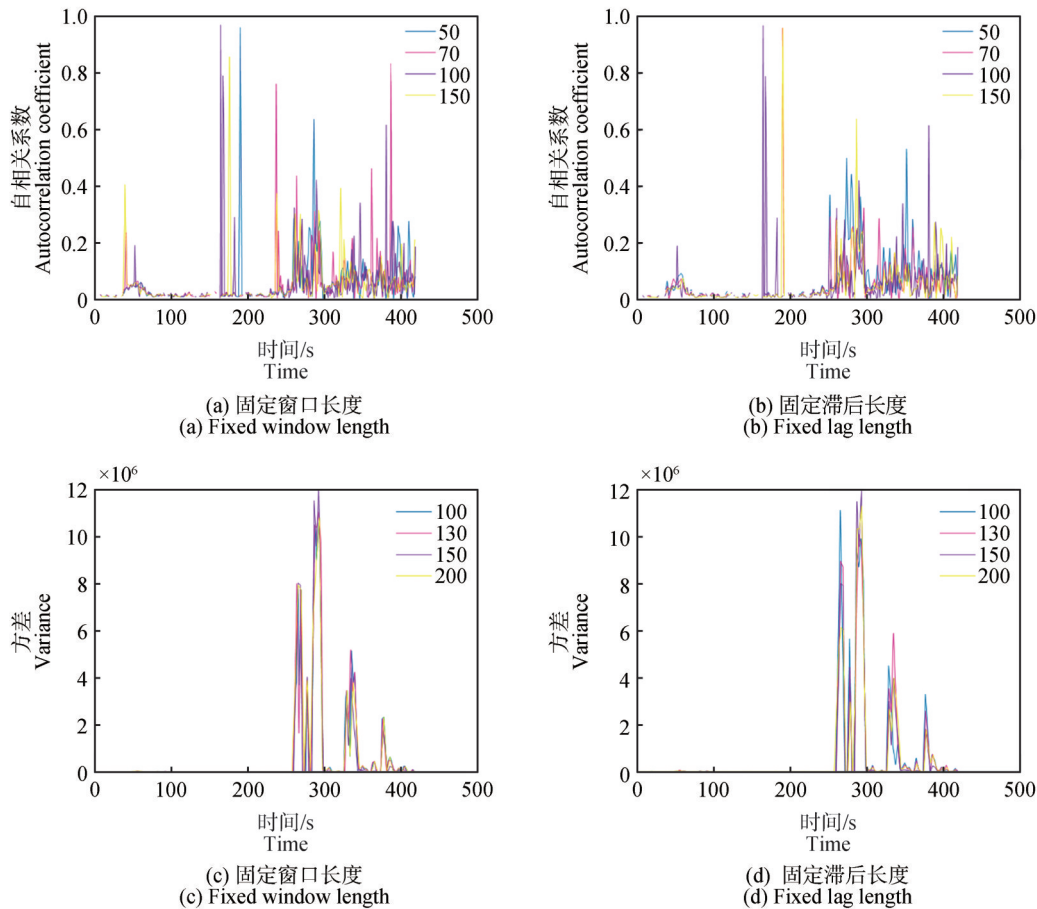 1.0
0.8
0.6
0.4
0.2
0
自相关系数
Autocorrelation coefficient
50
70
100
150
0 100 200 300 400 500
时间/s
Time
(a) 固定窗口长度
(a) Fixed window length
1.0
0.8
0.6
0.4
0.2
0
自相关系数
Autocorrelation coefficient
50
70
100
150
0 100 200 300 400 500
时间/s
Time
(b) 固定滞后长度
(b) Fixed lag length
×10⁶
12
10
8
6
4
2
0
方差
Variance
100
130
150
200
0 100 200 300 400 500
时间/s
Time
(c) 固定窗口长度
(c) Fixed window length
×10⁶
12
10
8
6
4
2
0
方差
Variance
100
130
150
200
0 100 200 300 400 500
时间/s
Time
(d) 固定滞后长度
(d) Fixed lag length